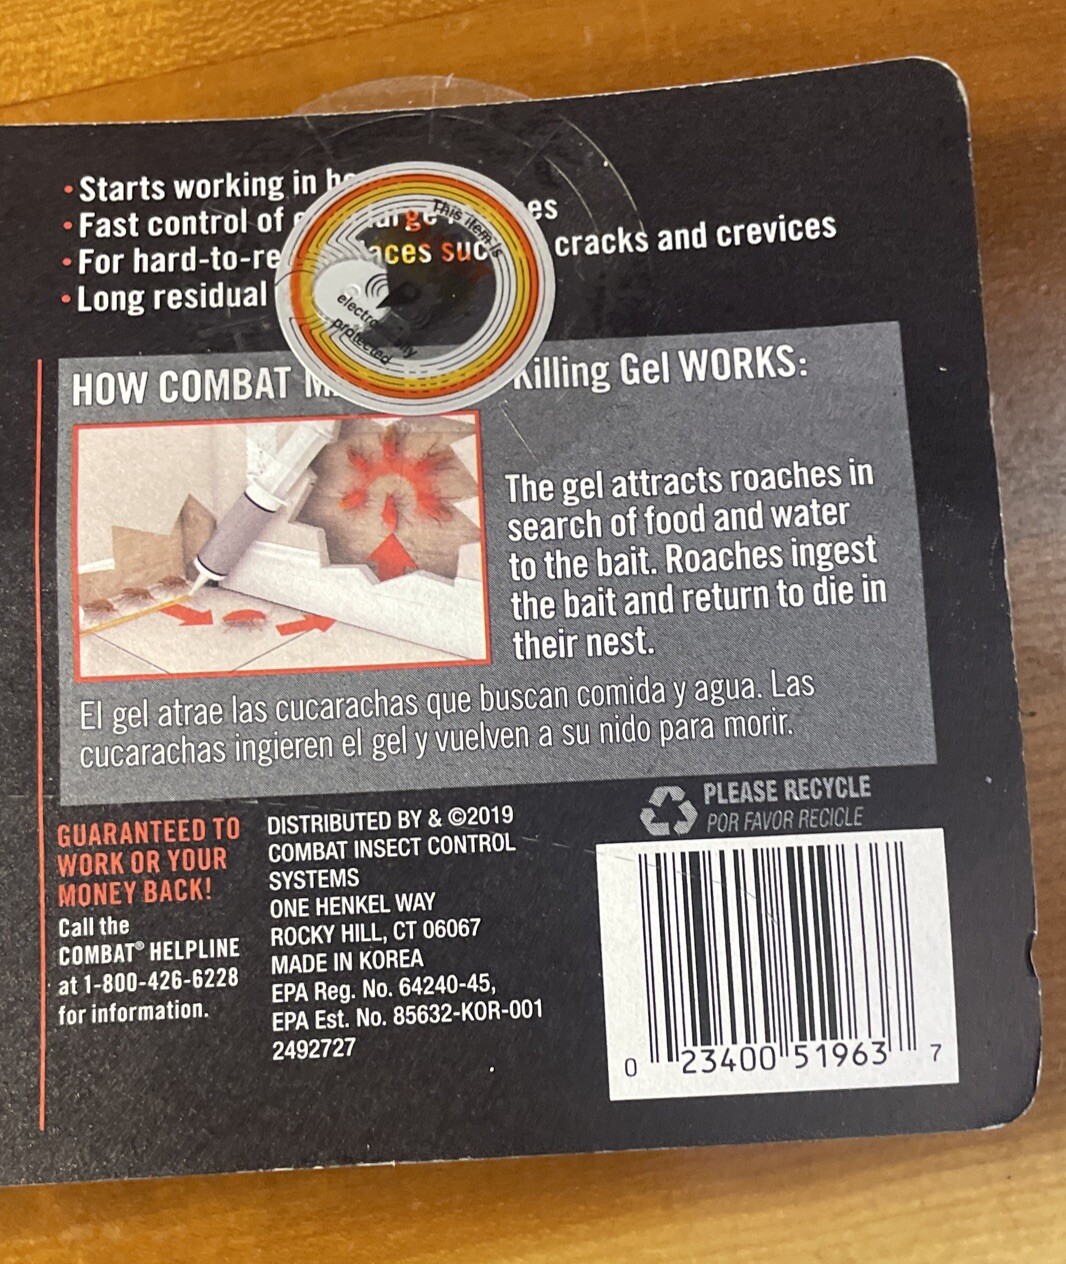 • Starts working in
• Fast control of large
• For hard-to-re aces suc cracks and crevices
• Long residual
This item is
electro
protected
HOW COMBAT Killing Gel WORKS:
The gel attracts roaches in
search of food and water
to the bait. Roaches ingest
the bait and return to die in
their nest.
El gel atrae las cucarachas que buscan comida y agua. Las
cucarachas ingieren el gel y vuelven a su nido para morir.
PLEASE RECYCLE
POR FAVOR RECICLE
GUARANTEED TO
WORK OR YOUR
MONEY BACK!
Call the
COMBAT® HELPLINE
at 1-800-426-6228
for information.
DISTRIBUTED BY & ©2019
COMBAT INSECT CONTROL
SYSTEMS
ONE HENKEL WAY
ROCKY HILL, CT 06067
MADE IN KOREA
EPA Reg. No. 64240-45,
EPA Est. No. 85632-KOR-001
2492727
0 23400 51963 7